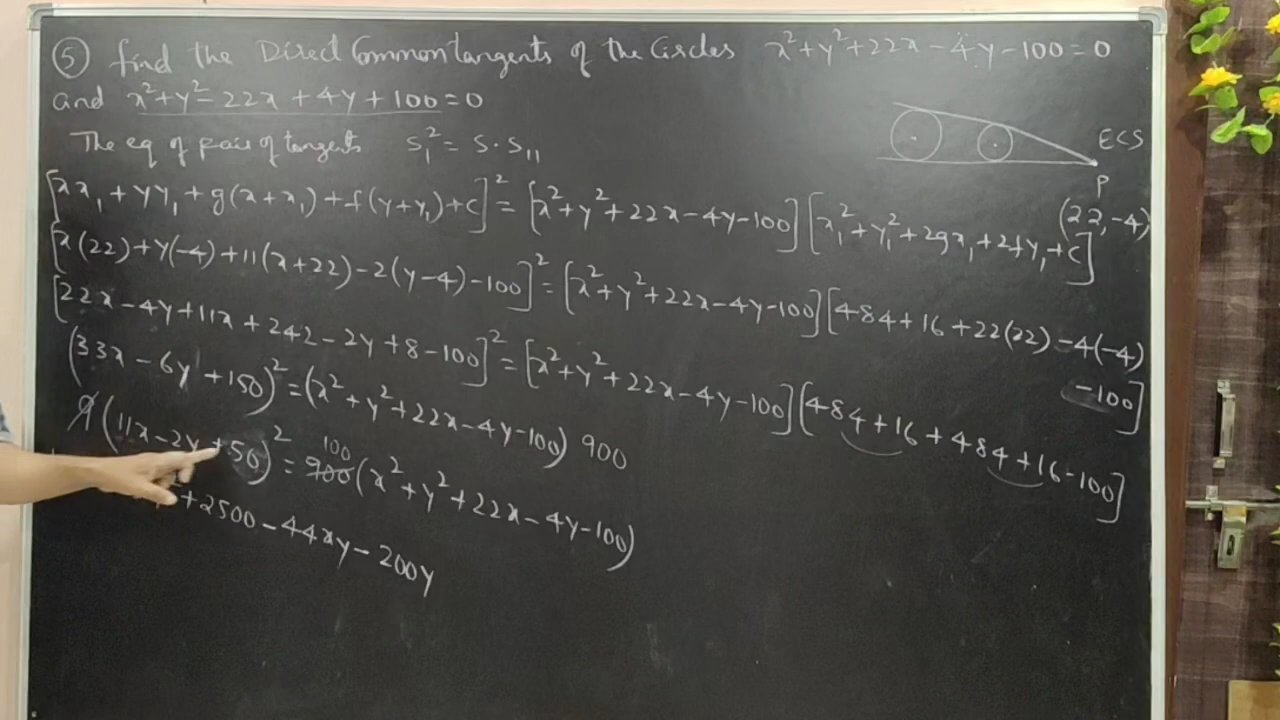 ⑤ find the Direct Common tangents of the Circles x²+y²+22x-4y-100=0
and x²+y²-22x+4y+100=0
The eq of pair of tangents S₁² = S·S₁₁
ECS
P
(22,-4)
[xx₁+yy₁+g(x+x₁)+f(y+y₁)+c]² = [x²+y²+22x-4y-100][x₁²+y₁²+2gx₁+2fy₁+c]
[x(22)+y(-4)+11(x+22)-2(y-4)-100]² = [x²+y²+22x-4y-100][484+16+22(22)-4(-4)
-100]
[22x-4y+11x+242-2y+8-100]² = [x²+y²+22x-4y-100][484+16+484+16-100]
(33x-6y+150)² = (x²+y²+22x-4y-100) 900
9(11x-2y+50)² = 900 100 (x²+y²+22x-4y-100)
+2500-44xy-200y